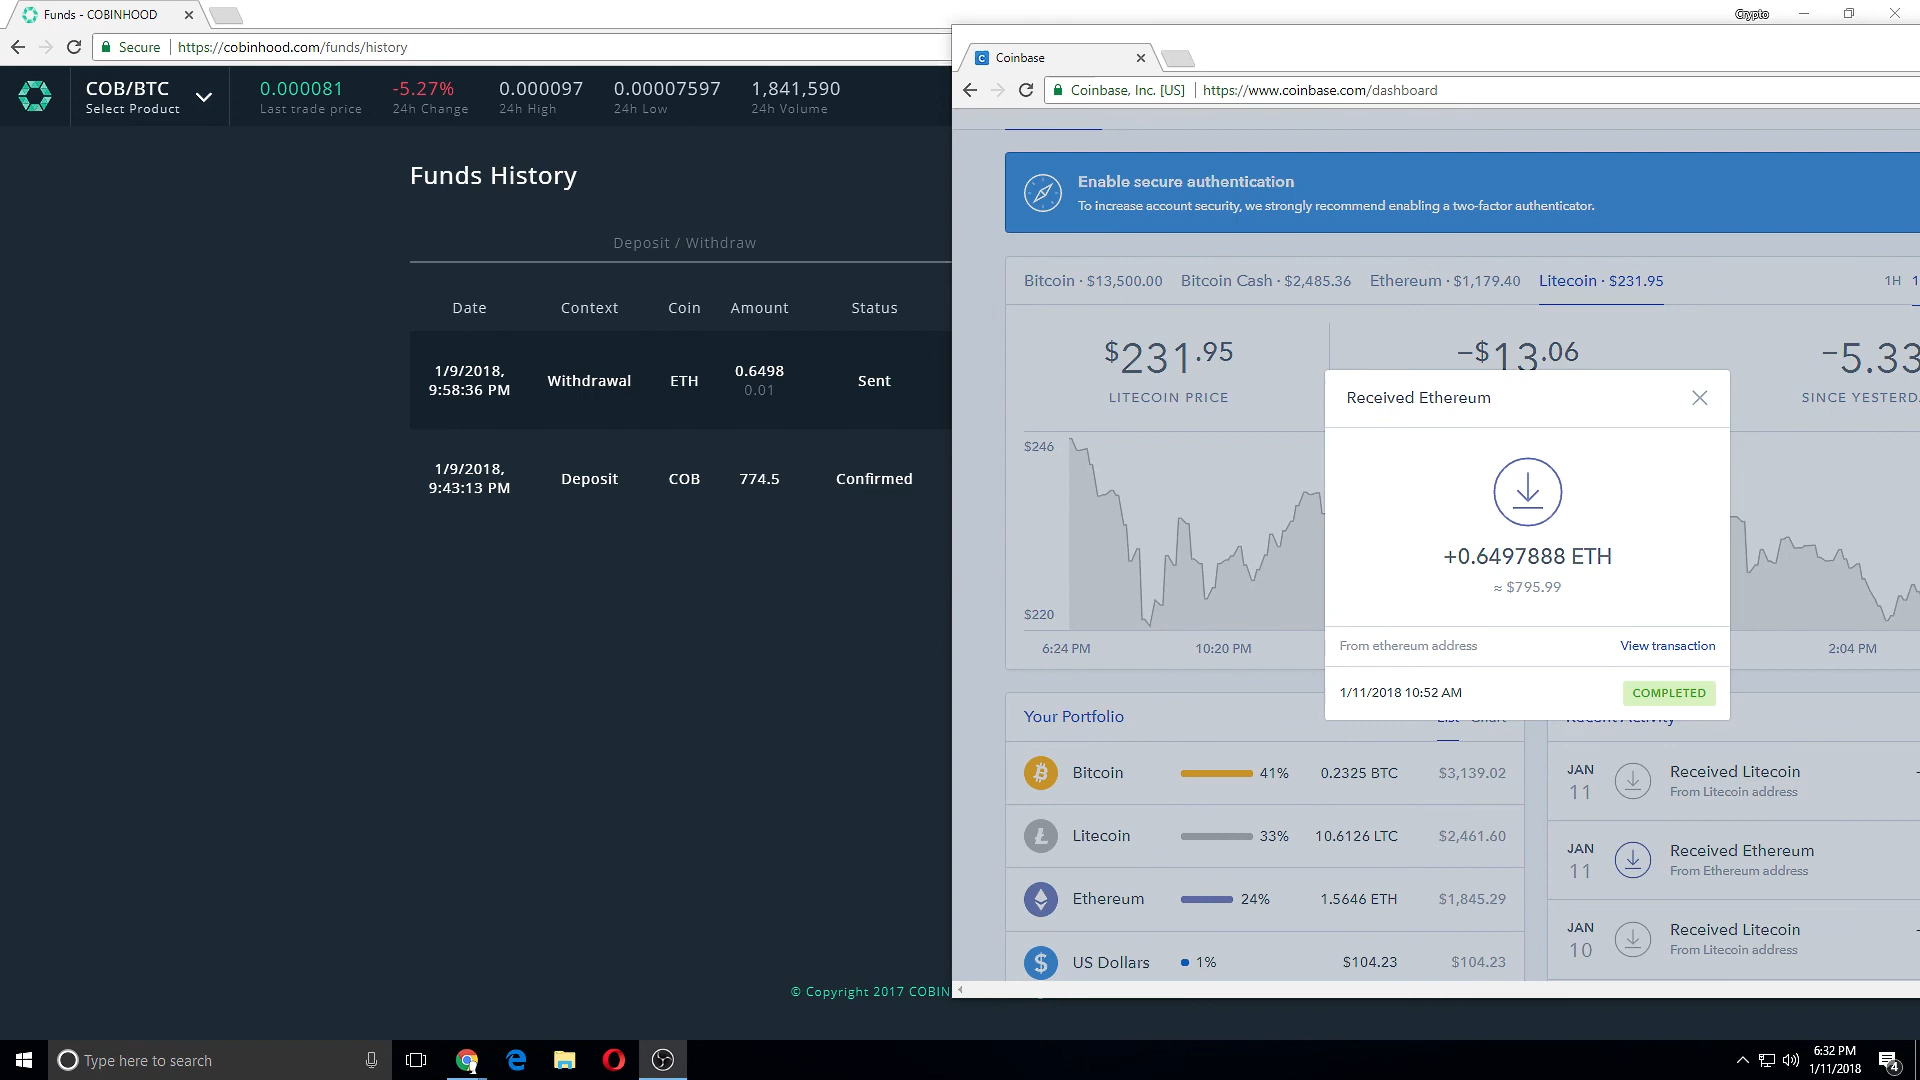 Funds - COBINHOOD
Crypto
Secure
https://cobinhood.com/funds/history
COB/BTC
Select Product
0.000081
Last trade price
-5.27%
24h Change
0.000097
24h High
0.00007597
24h Low
1,841,590
24h Volume
Funds History
Deposit / Withdraw
Date Context Coin Amount Status
1/9/2018, 9:58:36 PM Withdrawal ETH 0.6498 0.01 Sent
1/9/2018, 9:43:13 PM Deposit COB 774.5 Confirmed
© Copyright 2017 COBIN
Coinbase
Coinbase, Inc. [US]
https://www.coinbase.com/dashboard
Enable secure authentication
To increase account security, we strongly recommend enabling a two-factor authenticator.
Bitcoin · $13,500.00 Bitcoin Cash · $2,485.36 Ethereum · $1,179.40 Litecoin · $231.95 1H 1
$231.95
LITECOIN PRICE
−$13.06
−5.33
SINCE YESTERDA
$246
$220
6:24 PM 10:20 PM 2:04 PM
Received Ethereum
+0.6497888 ETH
≈ $795.99
From ethereum address View transaction
1/11/2018 10:52 AM COMPLETED
Your Portfolio List Chart
Bitcoin 41% 0.2325 BTC $3,139.02
Litecoin 33% 10.6126 LTC $2,461.60
Ethereum 24% 1.5646 ETH $1,845.29
US Dollars 1% $104.23 $104.23
Recent Activity
JAN 11 Received Litecoin
From Litecoin address
JAN 11 Received Ethereum
From Ethereum address
JAN 10 Received Litecoin
From Litecoin address
Type here to search
6:32 PM
1/11/2018
4